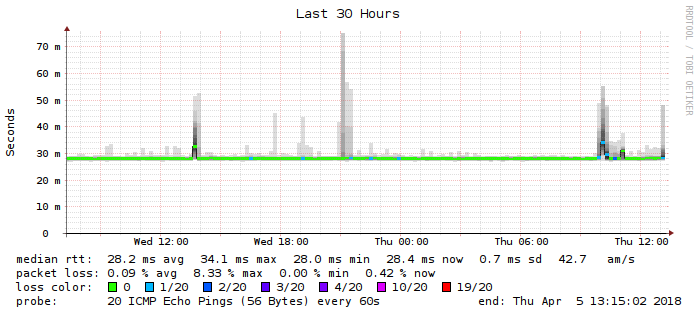 Last 30 Hours
RRDTOOL / TOBI OETIKER
Seconds
70 m
60 m
50 m
40 m
30 m
20 m
10 m
0
Wed 12:00 Wed 18:00 Thu 00:00 Thu 06:00 Thu 12:00
median rtt: 28.2 ms avg 34.1 ms max 28.0 ms min 28.4 ms now 0.7 ms sd 42.7 am/s
packet loss: 0.09 % avg 8.33 % max 0.00 % min 0.42 % now
loss color: 0 1/20 2/20 3/20 4/20 10/20 19/20
probe: 20 ICMP Echo Pings (56 Bytes) every 60s end: Thu Apr 5 13:15:02 2018